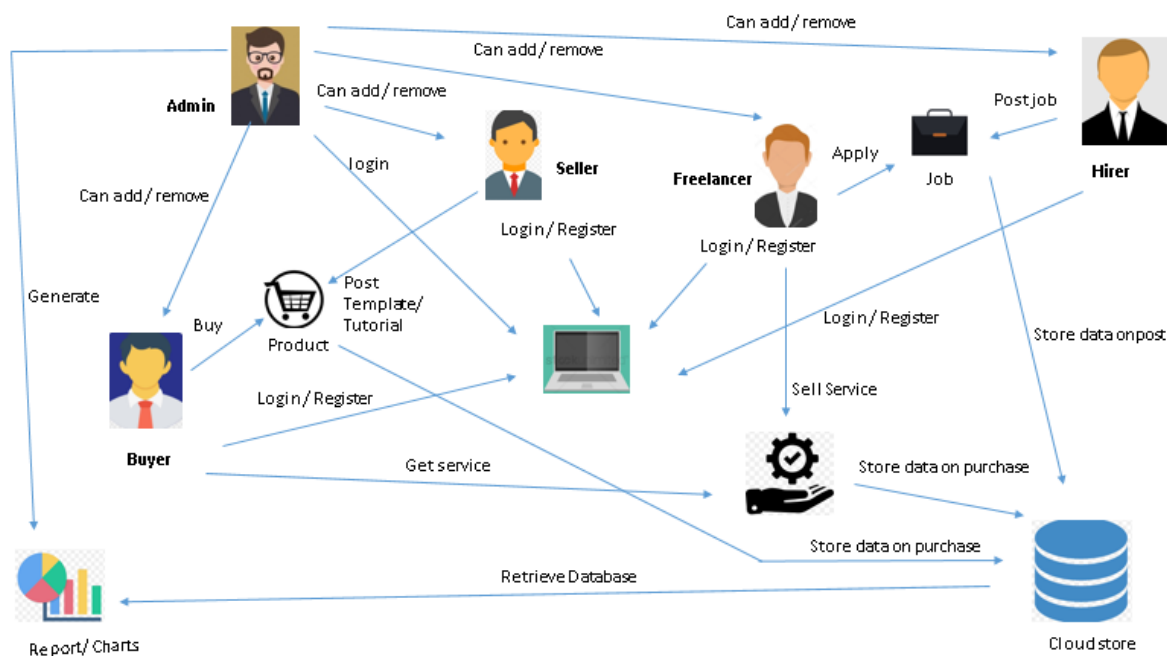 Can add / remove
Can add / remove
Can add / remove
Admin
Post job
login
Seller
Apply
Freelancer
Job
Hirer
Can add / remove
Login / Register
Login / Register
Generate
Post
Template/
Tutorial
Buy
Product
Login / Register
Store data onpost
Login / Register
Sell Service
Buyer
Get service
Store data on purchase
Store data on purchase
Retrieve Database
Report/ Charts
Cloud store